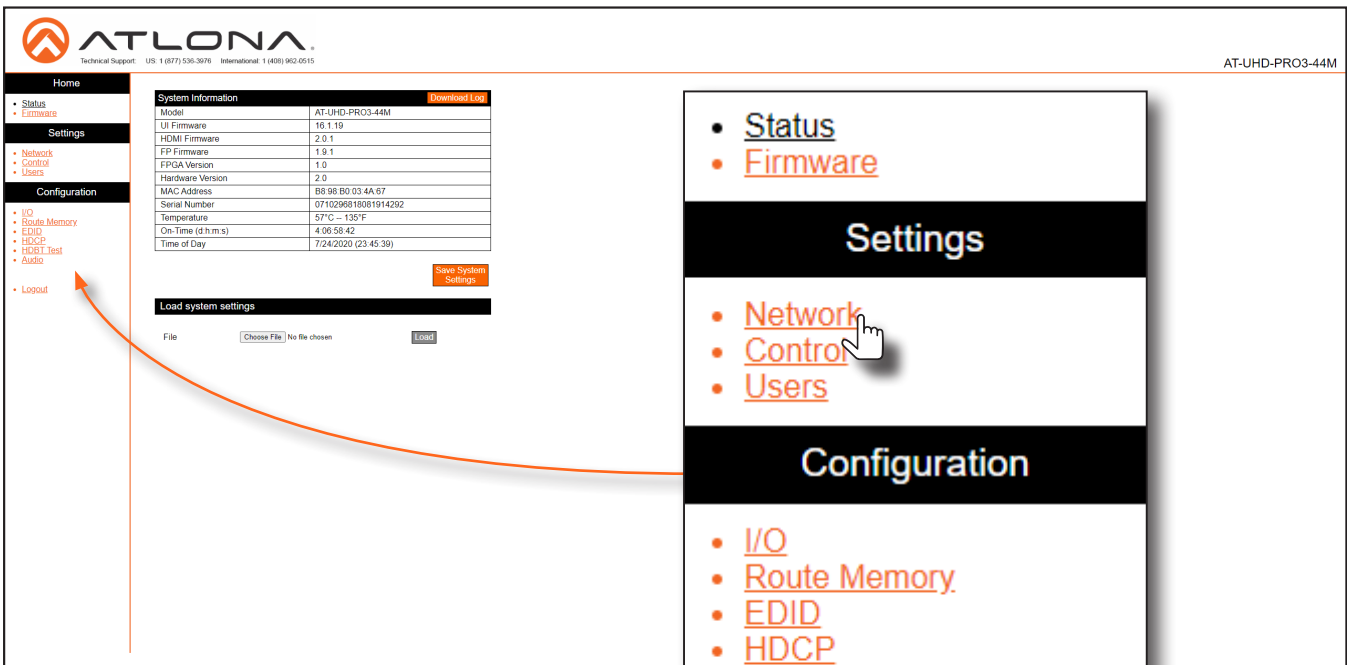 ATLONA.
Technical Support: US: 1 (877) 536-3976 International: 1 (408) 962-0515
AT-UHD-PRO3-44M
Home
• Status
• Firmware
Settings
• Network
• Control
• Users
Configuration
• I/O
• Route Memory
• EDID
• HDCP
• HDBT Test
• Audio
• Logout
System Information Download Log
Model AT-UHD-PRO3-44M
UI Firmware 16.1.19
HDMI Firmware 2.0.1
FP Firmware 1.9.1
FPGA Version 1.0
Hardware Version 2.0
MAC Address B8:98:B0:03:4A:67
Serial Number 0710296818081914292
Temperature 57°C -- 135°F
On-Time (d:h:m:s) 4:06:58:42
Time of Day 7/24/2020 (23:45:39)
Save System
Settings
Load system settings
File Choose File No file chosen Load
• Status
• Firmware
Settings
• Network
• Control
• Users
Configuration
• I/O
• Route Memory
• EDID
• HDCP